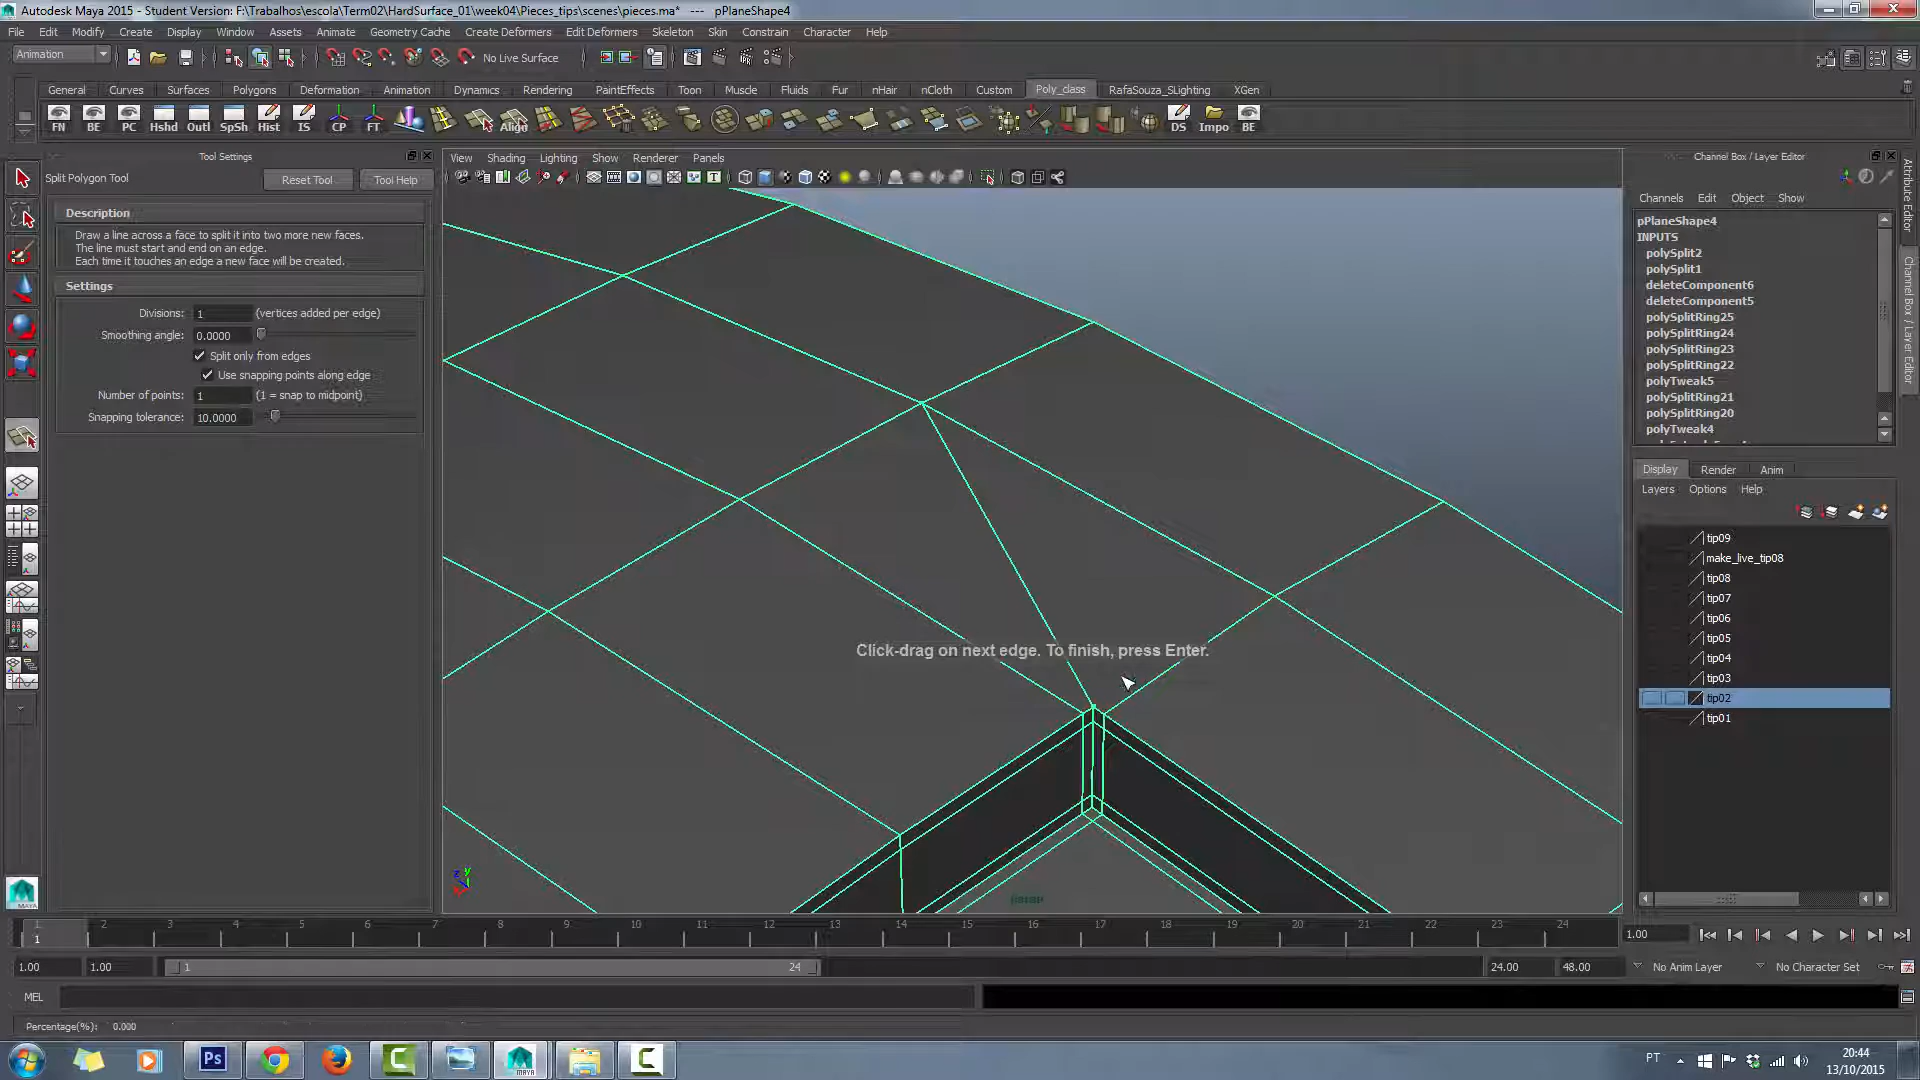 Autodesk Maya 2015 - Student Version: F:\Trabalhos\escola\Term02\HardSurface_01\week04\Pieces_tips\scenes\pieces.ma* --- pPlaneShape4
File Edit Modify Create Display Window Assets Animate Geometry Cache Create Deformers Edit Deformers Skeleton Skin Constrain Character Help
Animation No Live Surface
General Curves Surfaces Polygons Deformation Animation Dynamics Rendering PaintEffects Toon Muscle Fluids Fur nHair nCloth Custom Poly_class RafaSouza_SLighting XGen
FN BE PC Hshd Outl SpSh Hist IS CP FT Align DS Impo BE
Tool Settings
Split Polygon Tool Reset Tool Tool Help
Description
Draw a line across a face to split it into two more new faces.
The line must start and end on an edge.
Each time it touches an edge a new face will be created.
Settings
Divisions: 1 (vertices added per edge)
Smoothing angle: 0.0000
Split only from edges
Use snapping points along edge
Number of points: 1 (1 = snap to midpoint)
Snapping tolerance: 10.0000
View Shading Lighting Show Renderer Panels
Click-drag on next edge. To finish, press Enter.
persp
Channel Box / Layer Editor
Channels Edit Object Show
pPlaneShape4
INPUTS
polySplit2
polySplit1
deleteComponent6
deleteComponent5
polySplitRing25
polySplitRing24
polySplitRing23
polySplitRing22
polyTweak5
polySplitRing21
polySplitRing20
polyTweak4
Display Render Anim
Layers Options Help
tip09
make_live_tip08
tip08
tip07
tip06
tip05
tip04
tip03
tip02
tip01
Attribute Editor
Channel Box / Layer Editor
1 2 3 4 5 6 7 8 9 10 11 12 13 14 15 16 17 18 19 20 21 22 23 24
1 1.00
1.00 1.00 1 24 24.00 48.00 No Anim Layer No Character Set
MEL
Percentage(%): 0.000
Ps MAYA PT 20:44
13/10/2015